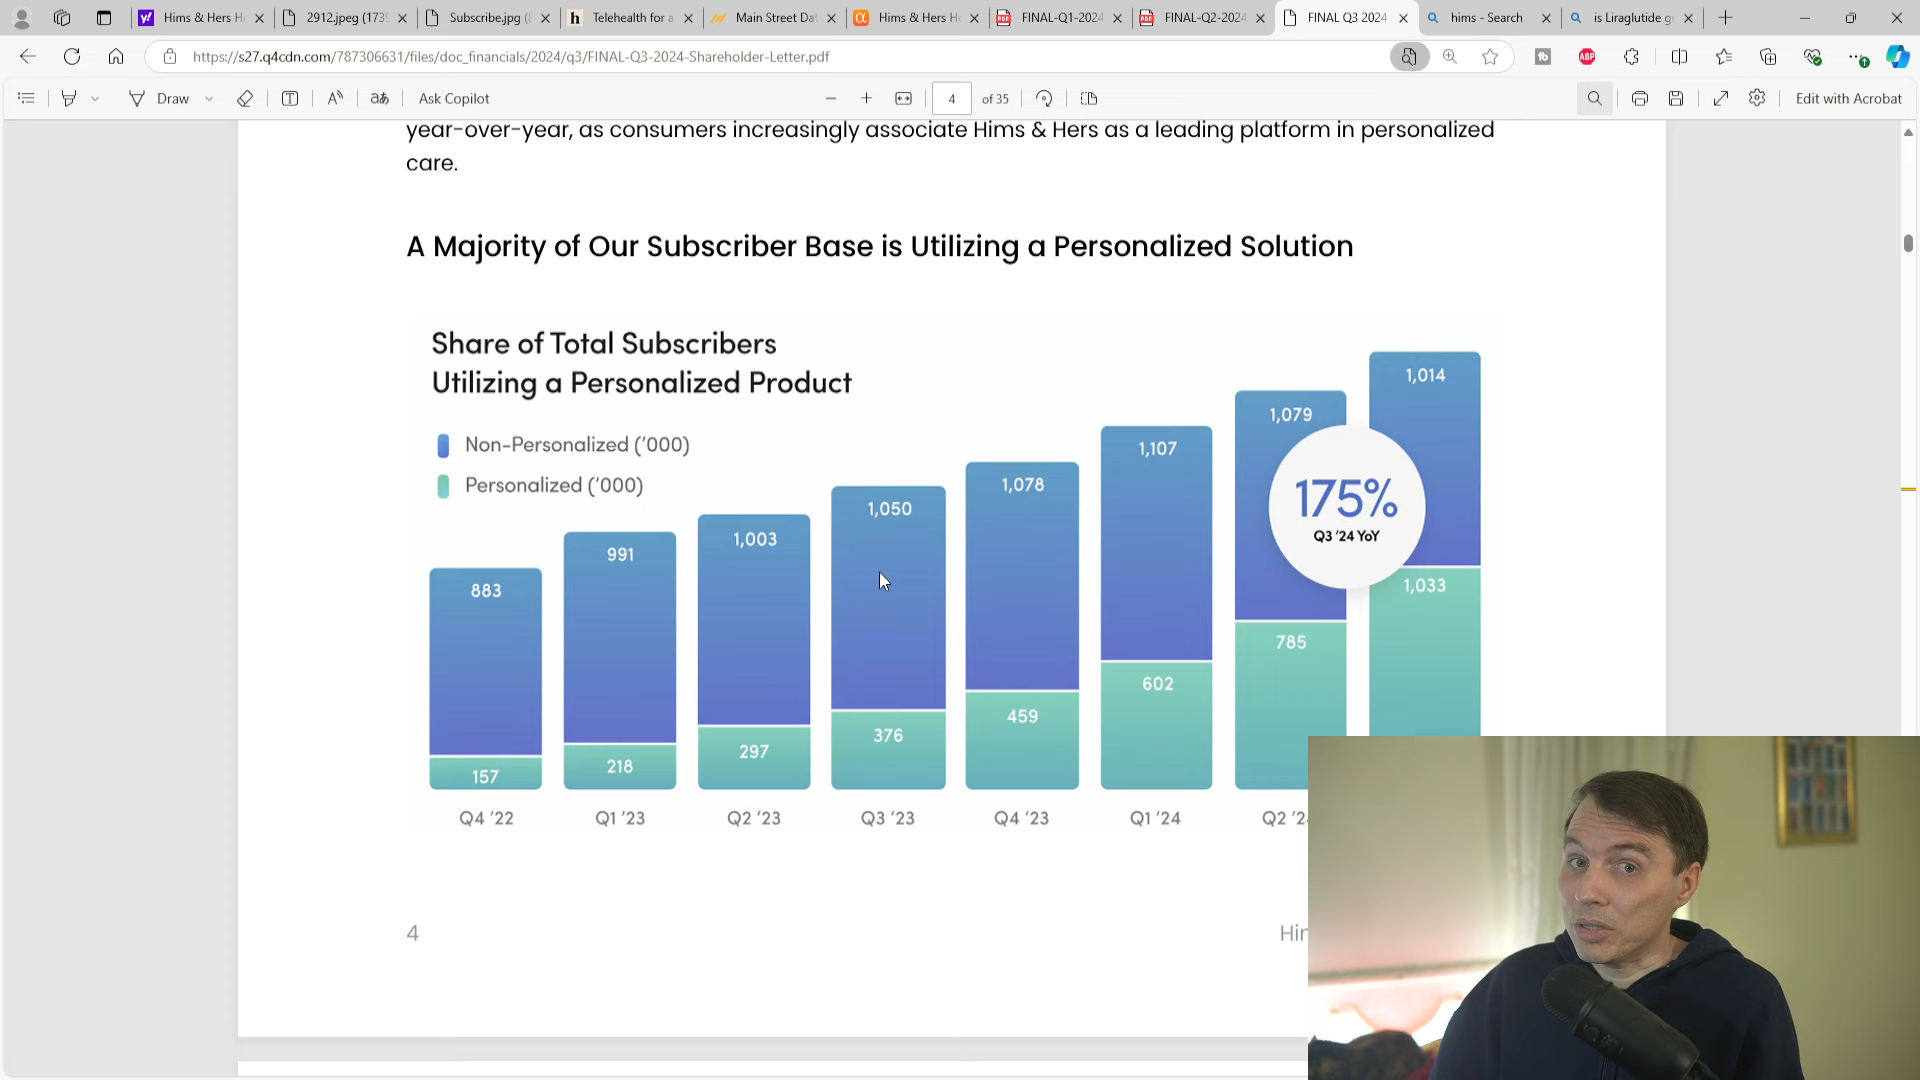 Hims & Hers H
2912.jpeg (173
Subscribe.jpg (
Telehealth for a
Main Street Da
Hims & Hers H
FINAL-Q1-2024
FINAL-Q2-2024
FINAL Q3 2024
hims - Search
is Liraglutide g
https://s27.q4cdn.com/787306631/files/doc_financials/2024/q3/FINAL-Q3-2024-Shareholder-Letter.pdf
ABP
Draw
Ask Copilot
4 of 35
Edit with Acrobat
year-over-year, as consumers increasingly associate Hims & Hers as a leading platform in personalized
care.
A Majority of Our Subscriber Base is Utilizing a Personalized Solution
Share of Total Subscribers
Utilizing a Personalized Product
Non-Personalized ('000)
Personalized ('000)
883 991 1,003 1,050 1,078 1,107 1,079 1,014
175%
Q3 '24 YoY
157 218 297 376 459 602 785 1,033
Q4 '22 Q1 '23 Q2 '23 Q3 '23 Q4 '23 Q1 '24 Q2 '2
4